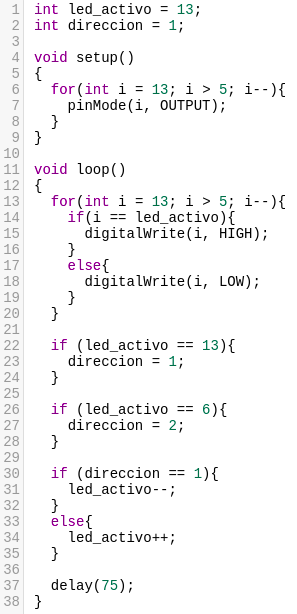 1 int led_activo = 13;
2 int direccion = 1;
3
4 void setup()
5 {
6   for(int i = 13; i > 5; i--){
7     pinMode(i, OUTPUT);
8   }
9 }
10
11 void loop()
12 {
13   for(int i = 13; i > 5; i--){
14     if(i == led_activo){
15       digitalWrite(i, HIGH);
16     }
17     else{
18       digitalWrite(i, LOW);
19     }
20   }
21
22   if (led_activo == 13){
23     direccion = 1;
24   }
25
26   if (led_activo == 6){
27     direccion = 2;
28   }
29
30   if (direccion == 1){
31     led_activo--;
32   }
33   else{
34     led_activo++;
35   }
36
37   delay(75);
38 }